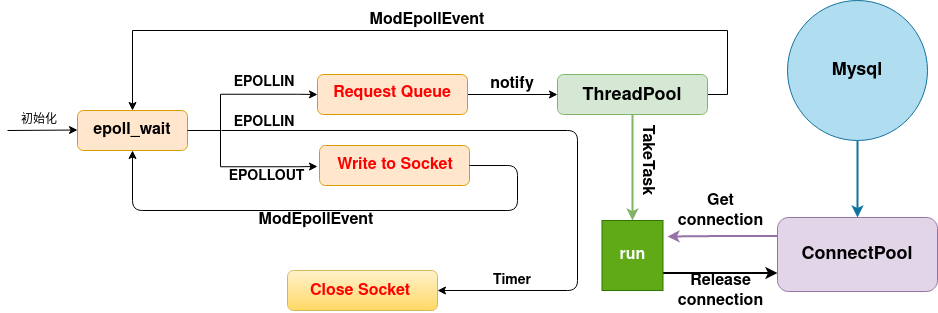 ModEpollEvent
初始化
epoll_wait
EPOLLIN
Request Queue
notify
ThreadPool
Mysql
EPOLLIN
EPOLLOUT
Write to Socket
ModEpollEvent
TakeTask
Get
connection
run
ConnectPool
Release
connection
Timer
Close Socket